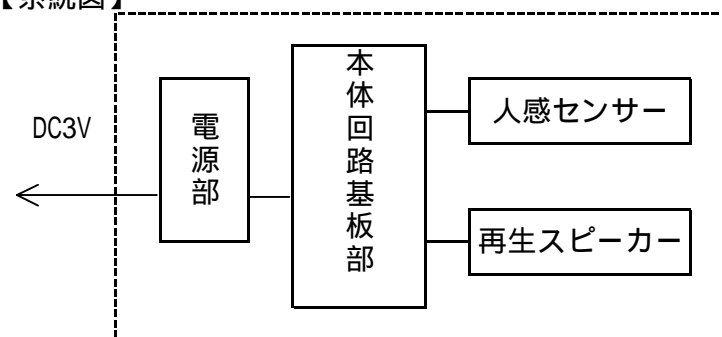 【系統図】
DC3V
電源部
本体回路基板部
人感センサー
再生スピーカー